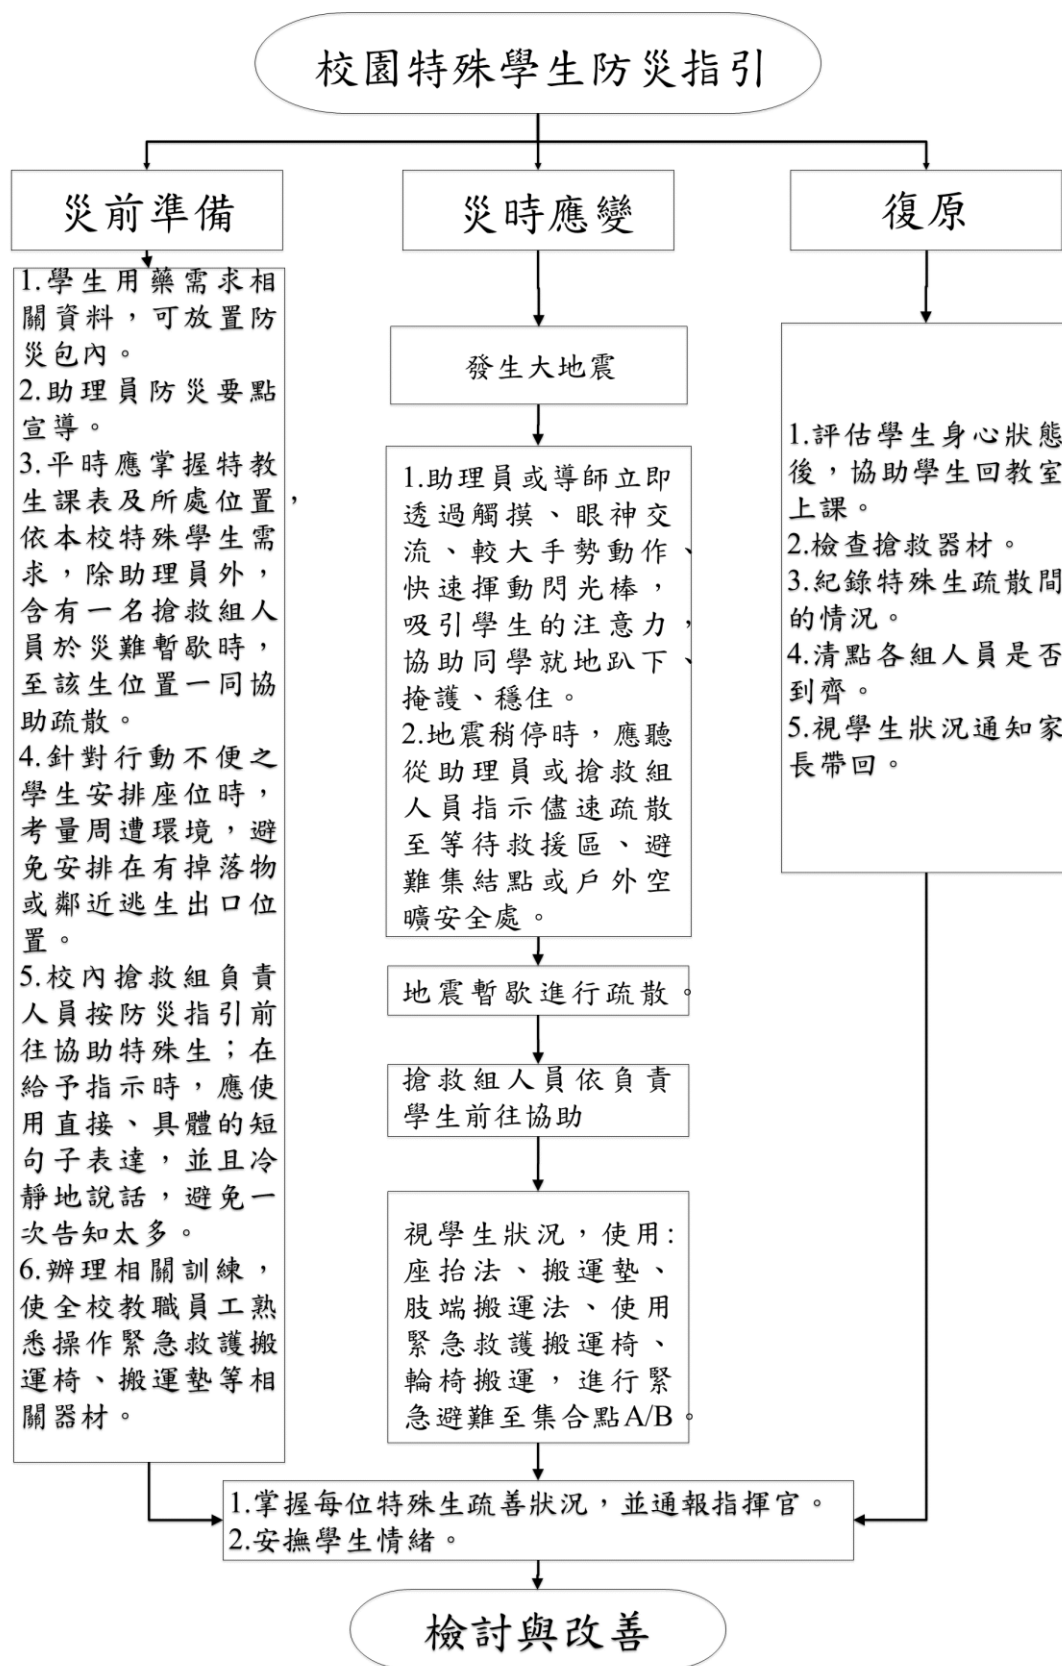 校園特殊學生防災指引
災前準備
1.學生用藥需求相
關資料，可放置防
災包內。
2.助理員防災要點
宣導。
3.平時應掌握特教
生課表及所處位置，
依本校特殊學生需
求，除助理員外，
含有一名搶救組人
員於災難暫歇時，
至該生位置一同協
助疏散。
4.針對行動不便之
學生安排座位時，
考量周遭環境，避
免安排在有掉落物
或鄰近逃生出口位
置。
5.校內搶救組負責
人員按防災指引前
往協助特殊生；在
給予指示時，應使
用直接、具體的短
句子表達，並且冷
靜地說話，避免一
次告知太多。
6.辦理相關訓練，
使全校教職員工熟
悉操作緊急救護搬
運椅、搬運墊等相
關器材。
災時應變
發生大地震
1.助理員或導師立即
透過觸摸、眼神交
流、較大手勢動作、
快速揮動閃光棒，
吸引學生的注意力，
協助同學就地趴下、
掩護、穩住。
2.地震稍停時，應聽
從助理員或搶救組
人員指示儘速疏散
至等待救援區、避
難集結點或戶外空
曠安全處。
地震暫歇進行疏散。
搶救組人員依負責
學生前往協助
視學生狀況，使用：
座抬法、搬運墊、
肢端搬運法、使用
緊急救護搬運椅、
輪椅搬運，進行緊
急避難至集合點A/B。
復原
1.評估學生身心狀態
後，協助學生回教室
上課。
2.檢查搶救器材。
3.紀錄特殊生疏散間
的情況。
4.清點各組人員是否
到齊。
5.視學生狀況通知家
長帶回。
1.掌握每位特殊生疏善狀況，並通報指揮官。
2.安撫學生情緒。
檢討與改善